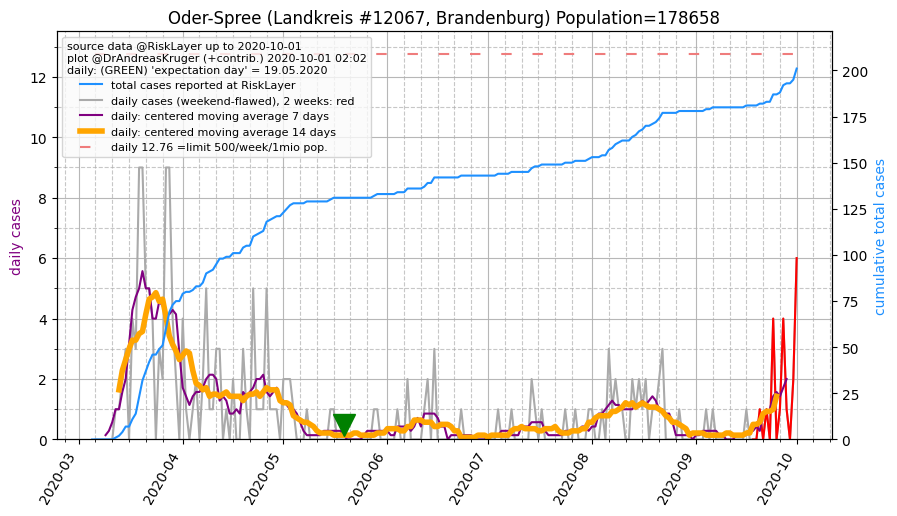 Oder-Spree (Landkreis #12067, Brandenburg) Population=178658
source data @RiskLayer up to 2020-10-01
plot @DrAndreasKruger (+contrib.) 2020-10-01 02:02
daily: (GREEN) 'expectation day' = 19.05.2020
total cases reported at RiskLayer
daily cases (weekend-flawed), 2 weeks: red
daily: centered moving average 7 days
daily: centered moving average 14 days
daily 12.76 =limit 500/week/1mio pop.
daily cases
12
10
8
6
4
2
0
cumulative total cases
200
175
150
125
100
75
50
25
0
2020-03
2020-04
2020-05
2020-06
2020-07
2020-08
2020-09
2020-10